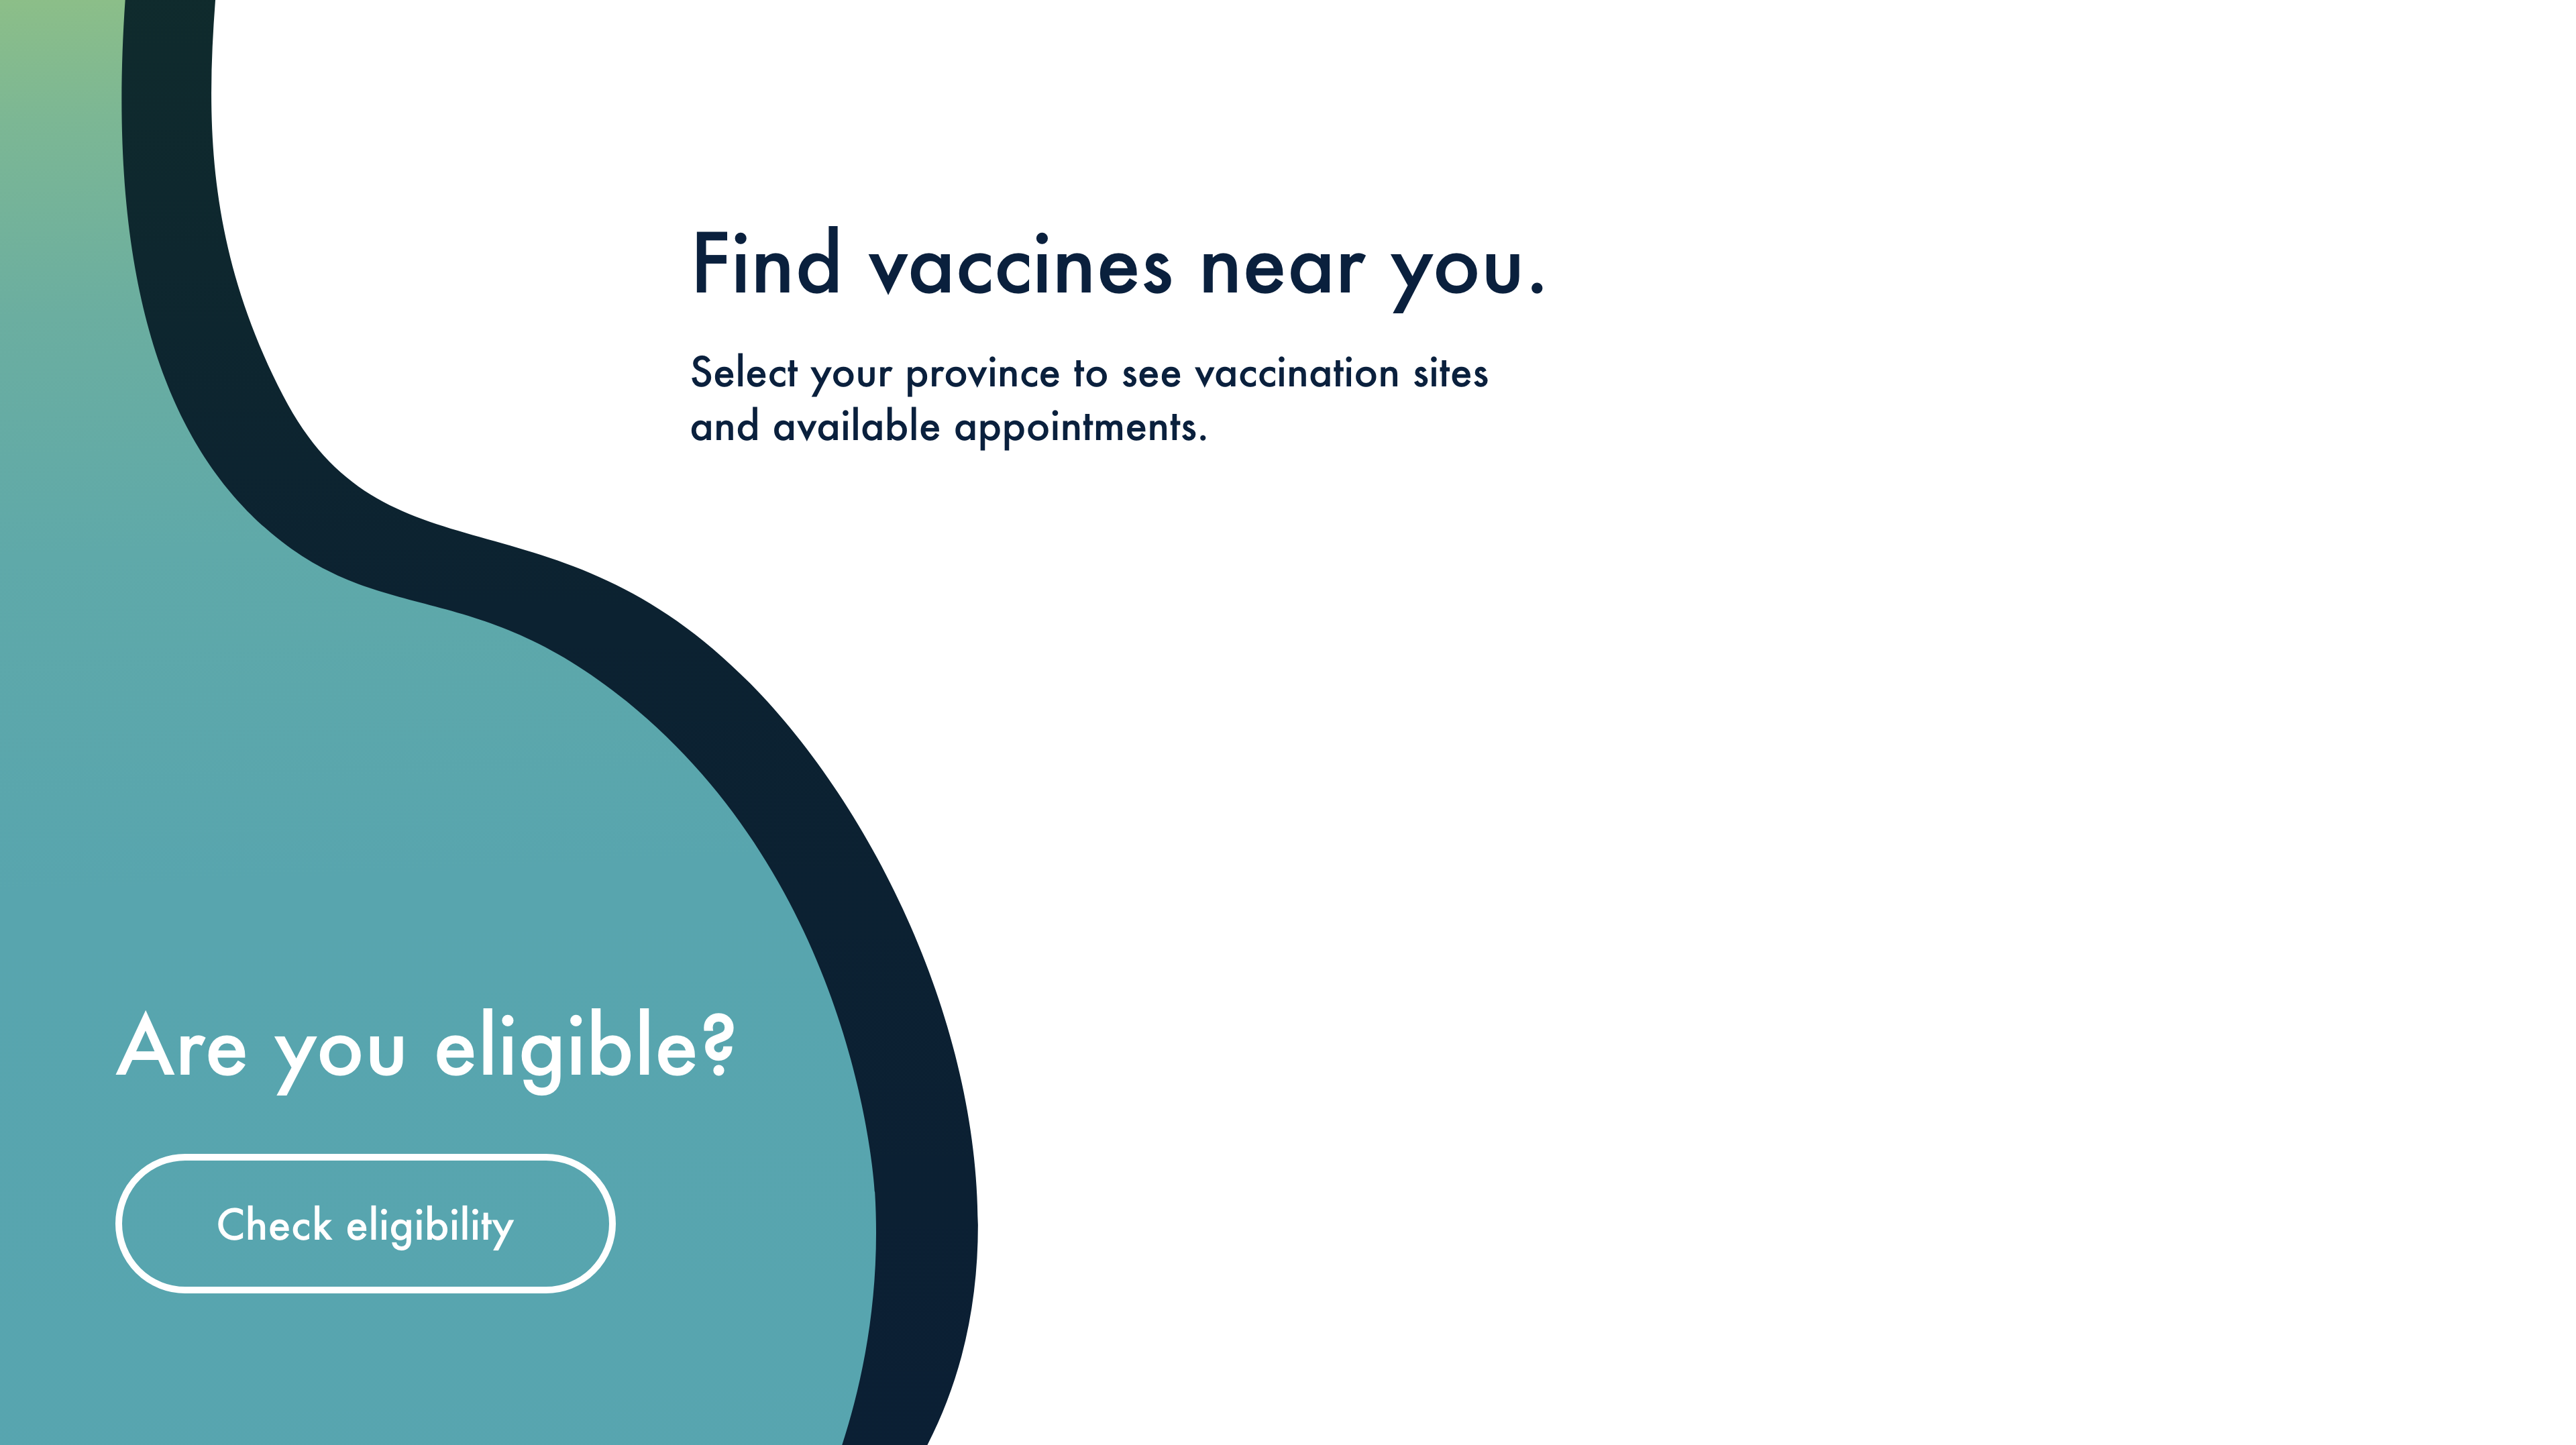 Find vaccines near you.
Select your province to see vaccination sites
and available appointments.
Are you eligible?
Check eligibility